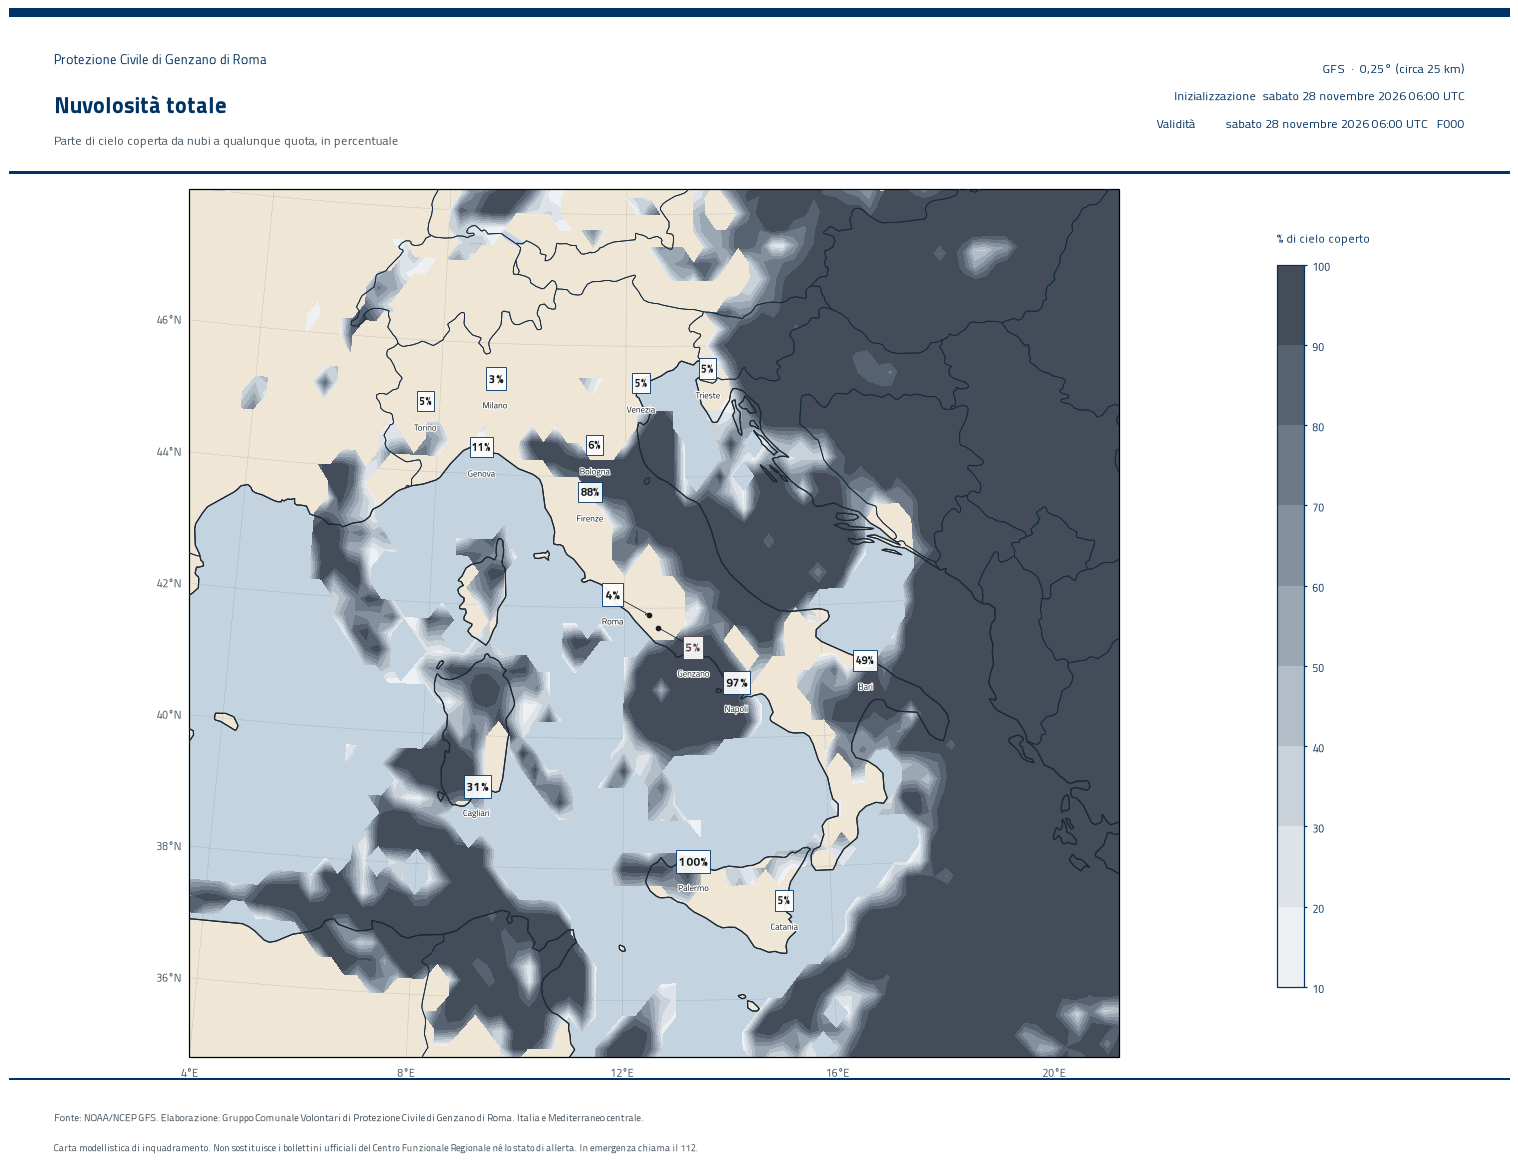 Protezione Civile di Genzano di Roma
Nuvolosità totale
Parte di cielo coperta da nubi a qualunque quota, in percentuale
GFS · 0,25° (circa 25 km)
Inizializzazione sabato 28 novembre 2026 06:00 UTC
Validità sabato 28 novembre 2026 06:00 UTC F000
% di cielo coperto
100
90
80
70
60
50
40
30
20
10
46°N
44°N
42°N
40°N
38°N
36°N
4°E
8°E
12°E
16°E
20°E
5%
Torino
3%
Milano
5%
Venezia
5%
Trieste
11%
Genova
6%
Bologna
88%
Firenze
4%
Roma
5%
Genzano
97%
Napoli
49%
Bari
31%
Cagliari
100%
Palermo
5%
Catania
Fonte: NOAA/NCEP GFS. Elaborazione: Gruppo Comunale Volontari di Protezione Civile di Genzano di Roma. Italia e Mediterraneo centrale.
Carta modellistica di inquadramento. Non sostituisce i bollettini ufficiali del Centro Funzionale Regionale né lo stato di allerta. In emergenza chiama il 112.